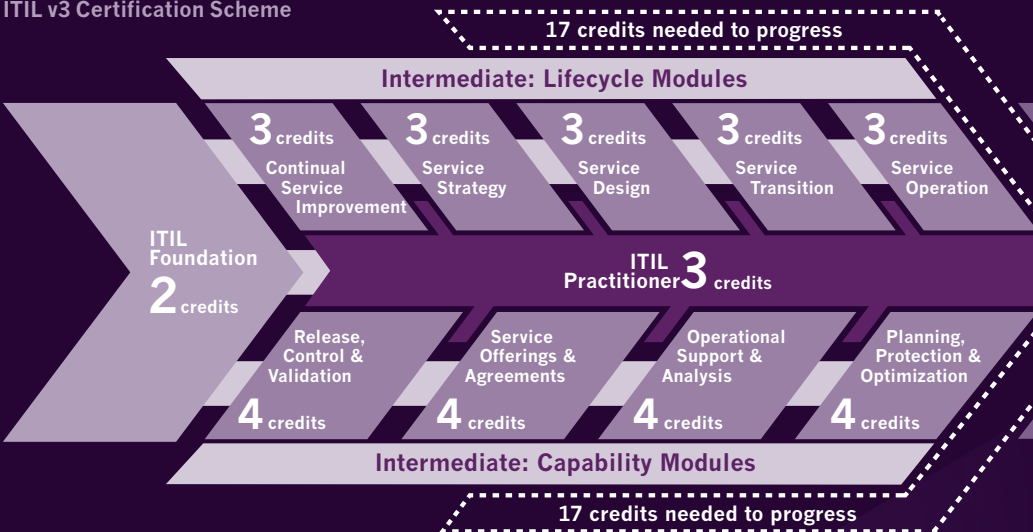 ITIL v3 Certification Scheme
17 credits needed to progress
Intermediate: Lifecycle Modules
3 credits
Continual
Service
Improvement
3 credits
Service
Strategy
3 credits
Service
Design
3 credits
Service
Transition
3 credits
Service
Operation
ITIL
Foundation
2 credits
ITIL
Practitioner 3 credits
Release,
Control &
Validation
4 credits
Service
Offerings &
Agreements
4 credits
Operational
Support &
Analysis
4 credits
Planning,
Protection &
Optimization
4 credits
Intermediate: Capability Modules
17 credits needed to progress